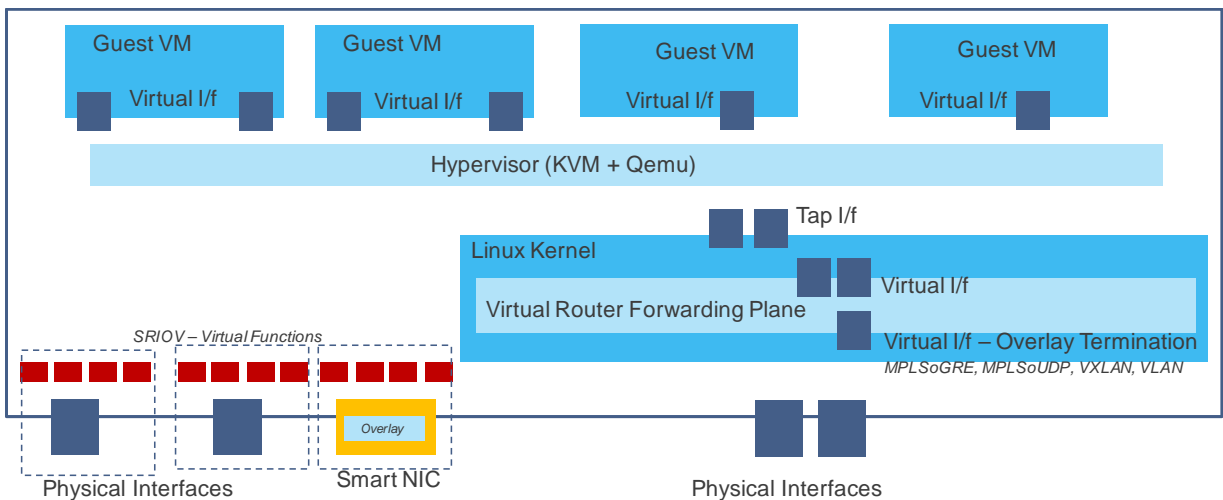 Guest VM
Guest VM
Guest VM
Guest VM
Virtual I/f
Virtual I/f
Virtual I/f
Virtual I/f
Hypervisor (KVM + Qemu)
Tap I/f
Linux Kernel
Virtual I/f
Virtual Router Forwarding Plane
SRIOV – Virtual Functions
Virtual I/f – Overlay Termination
MPLSoGRE, MPLSoUDP, VXLAN, VLAN
Overlay
Smart NIC
Physical Interfaces
Physical Interfaces